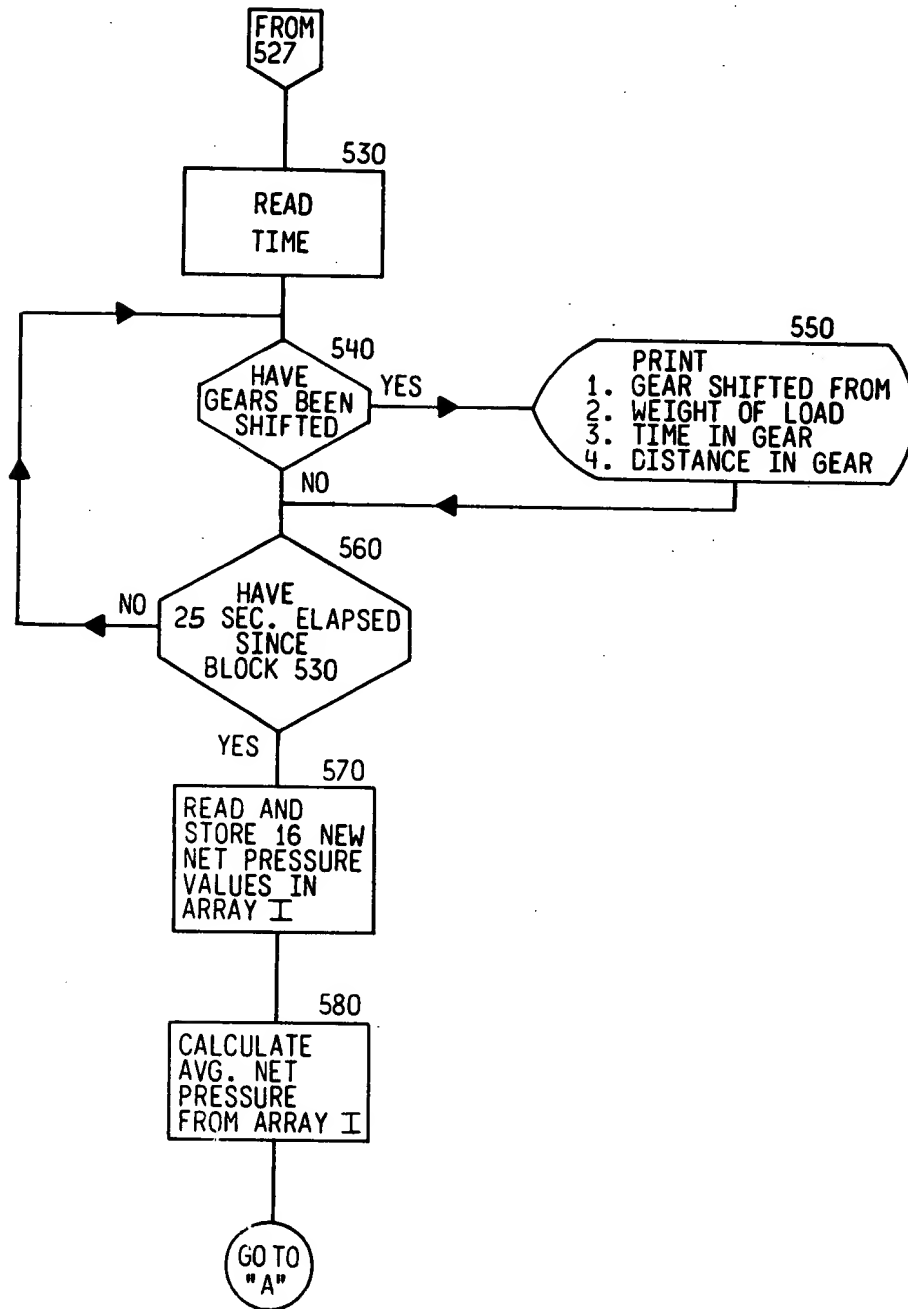 FROM
527
530
READ
TIME
540
HAVE
GEARS BEEN
SHIFTED
YES
NO
550
PRINT
1. GEAR SHIFTED FROM
2. WEIGHT OF LOAD
3. TIME IN GEAR
4. DISTANCE IN GEAR
560
HAVE
25 SEC. ELAPSED
SINCE
BLOCK 530
NO
YES
570
READ AND
STORE 16 NEW
NET PRESSURE
VALUES IN
ARRAY I
580
CALCULATE
AVG. NET
PRESSURE
FROM ARRAY I
GO TO
"A"